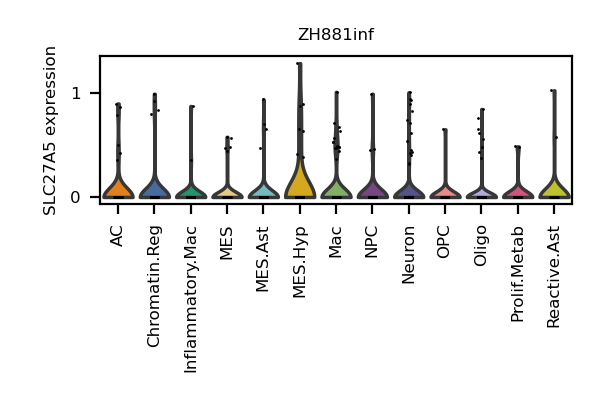 ZH881inf
SLC27A5 expression
1
0
AC
Chromatin.Reg
Inflammatory.Mac
MES
MES.Ast
MES.Hyp
Mac
NPC
Neuron
OPC
Oligo
Prolif.Metab
Reactive.Ast